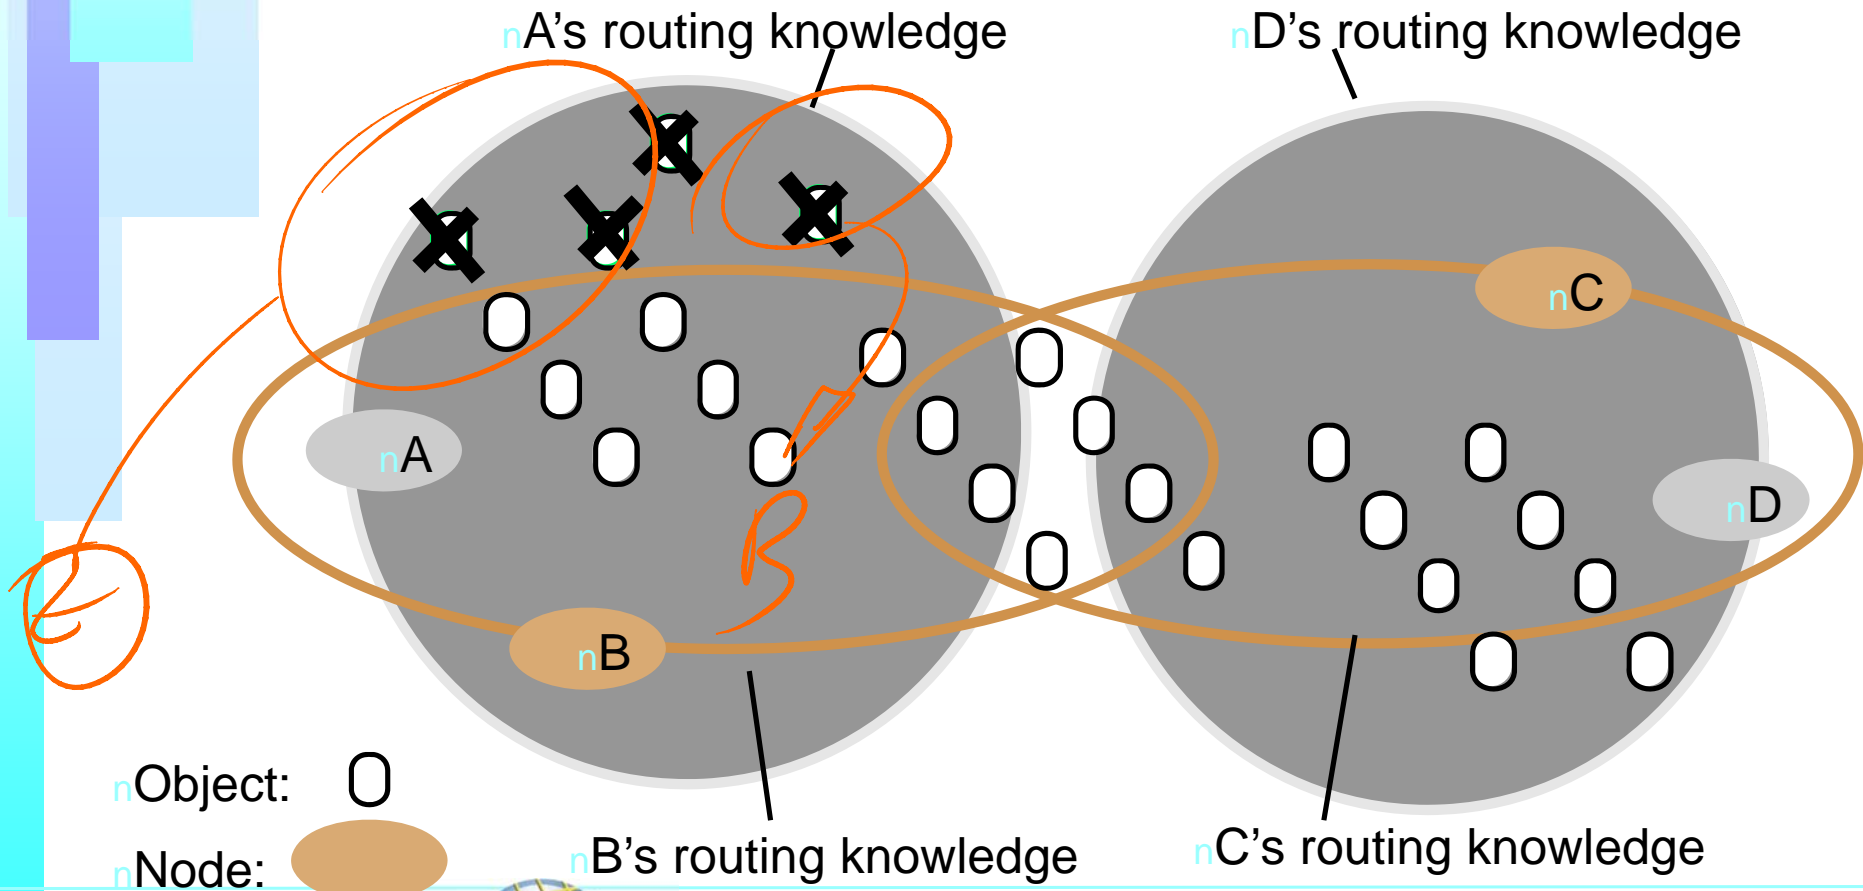 nA’s routing knowledge
nD’s routing knowledge
nC
nA
nD
B
nB
nObject:
nB’s routing knowledge
nC’s routing knowledge
nNode: